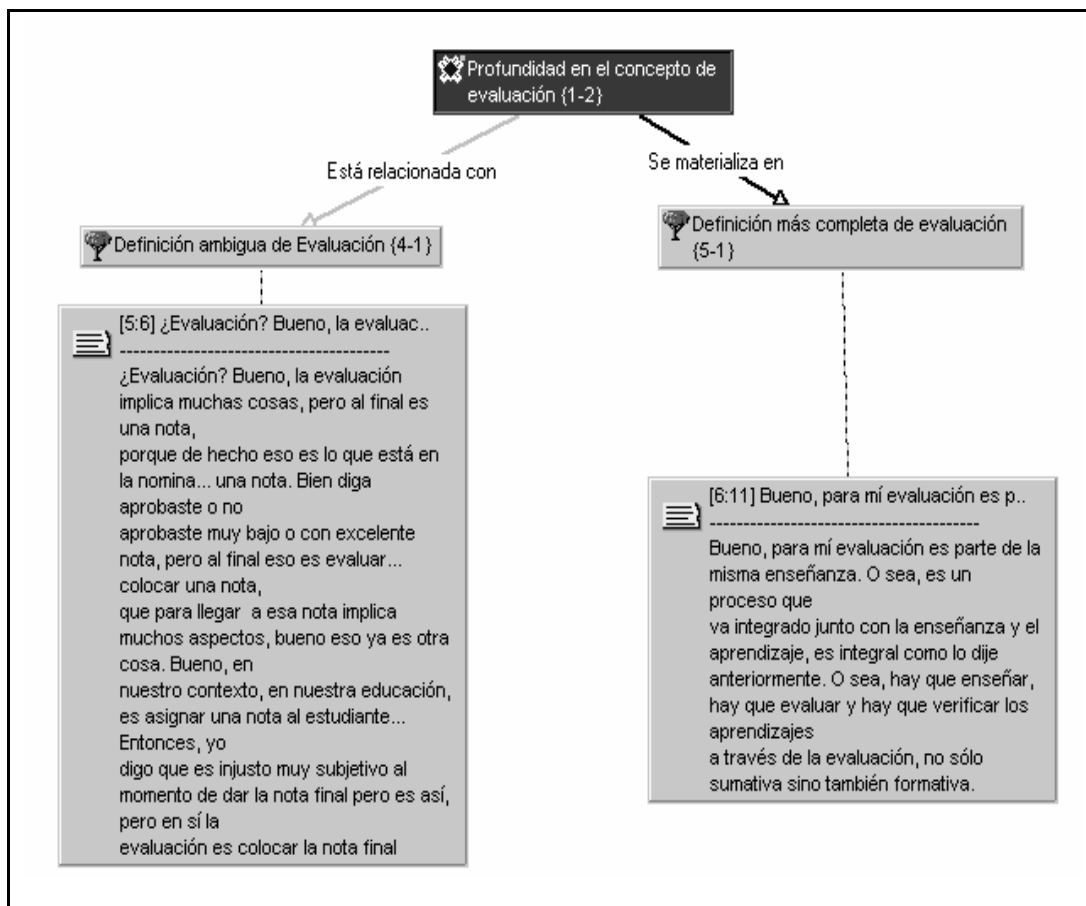 Profundidad en el concepto de
evaluación {1-2}
Está relacionada con
Se materializa en
Definición ambigua de Evaluación {4-1}
Definición más completa de evaluación
{5-1}
[5:6] ¿Evaluación? Bueno, la evaluac..
----------------------------------------
¿Evaluación? Bueno, la evaluación
implica muchas cosas, pero al final es
una nota,
porque de hecho eso es lo que está en
la nomina... una nota. Bien diga
aprobaste o no
aprobaste muy bajo o con excelente
nota, pero al final eso es evaluar...
colocar una nota,
que para llegar a esa nota implica
muchos aspectos, bueno eso ya es otra
cosa. Bueno, en
nuestro contexto, en nuestra educación,
es asignar una nota al estudiante...
Entonces, yo
digo que es injusto muy subjetivo al
momento de dar la nota final pero es así,
pero en sí la
evaluación es colocar la nota final
[6:11] Bueno, para mí evaluación es p..
----------------------------------------
Bueno, para mí evaluación es parte de la
misma enseñanza. O sea, es un
proceso que
va integrado junto con la enseñanza y el
aprendizaje, es integral como lo dije
anteriormente. O sea, hay que enseñar,
hay que evaluar y hay que verificar los
aprendizajes
a través de la evaluación, no sólo
sumativa sino también formativa.